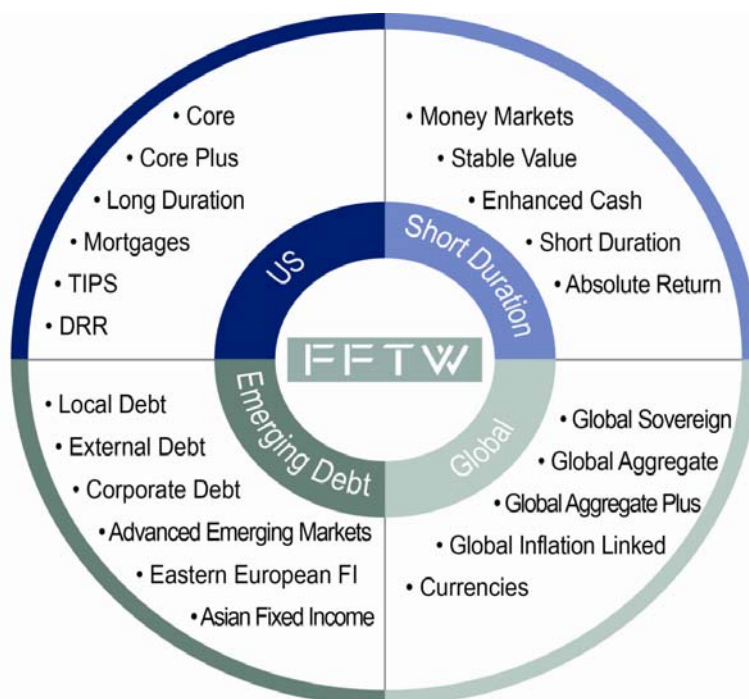 • Core
• Core Plus
• Long Duration
• Mortgages
• TIPS
• DRR
US
• Money Markets
• Stable Value
• Enhanced Cash
• Short Duration
• Absolute Return
Short Duration
FFTW
• Local Debt
• External Debt
• Corporate Debt
• Advanced Emerging Markets
• Eastern European FI
• Asian Fixed Income
Emerging Debt
• Global Sovereign
• Global Aggregate
• Global Aggregate Plus
• Global Inflation Linked
• Currencies
Global